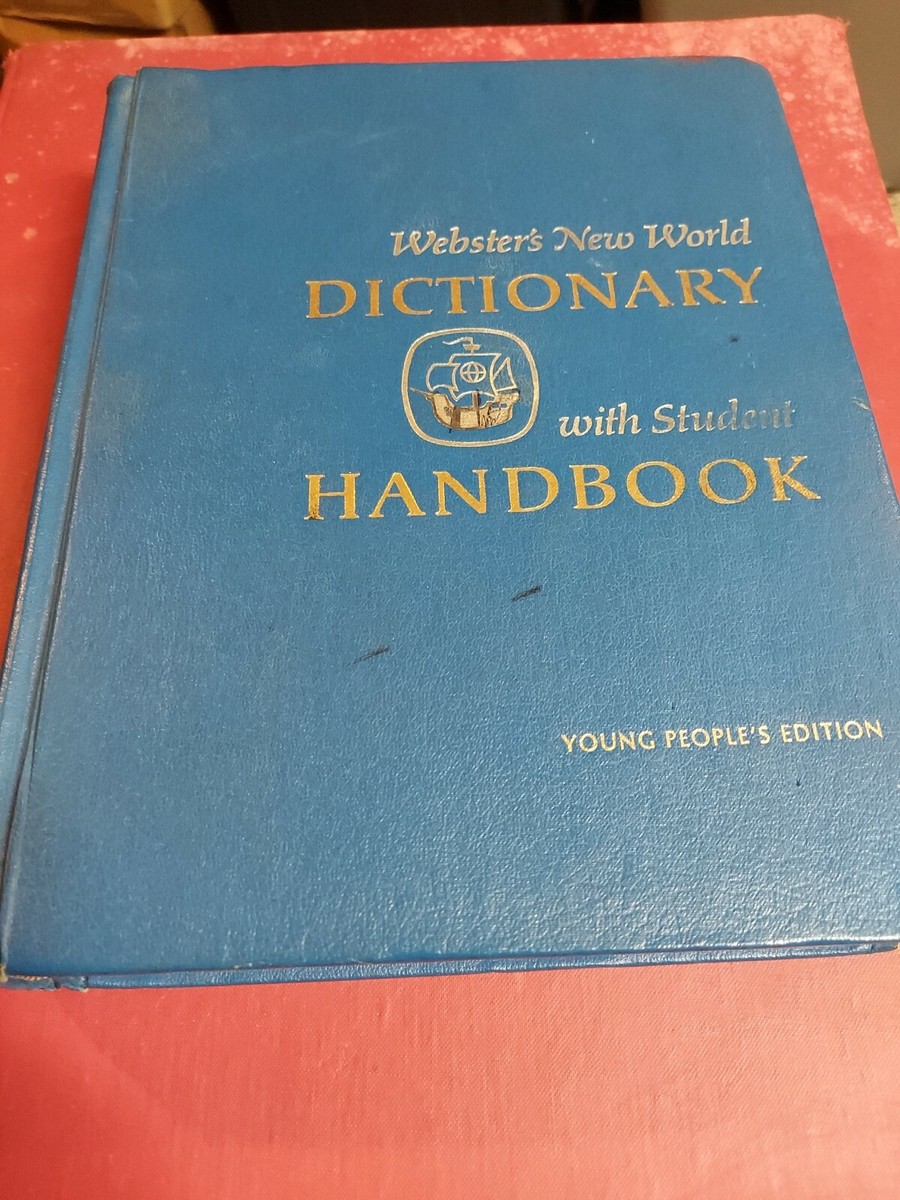 Webster's New World
DICTIONARY
with Student
HANDBOOK
YOUNG PEOPLE'S EDITION